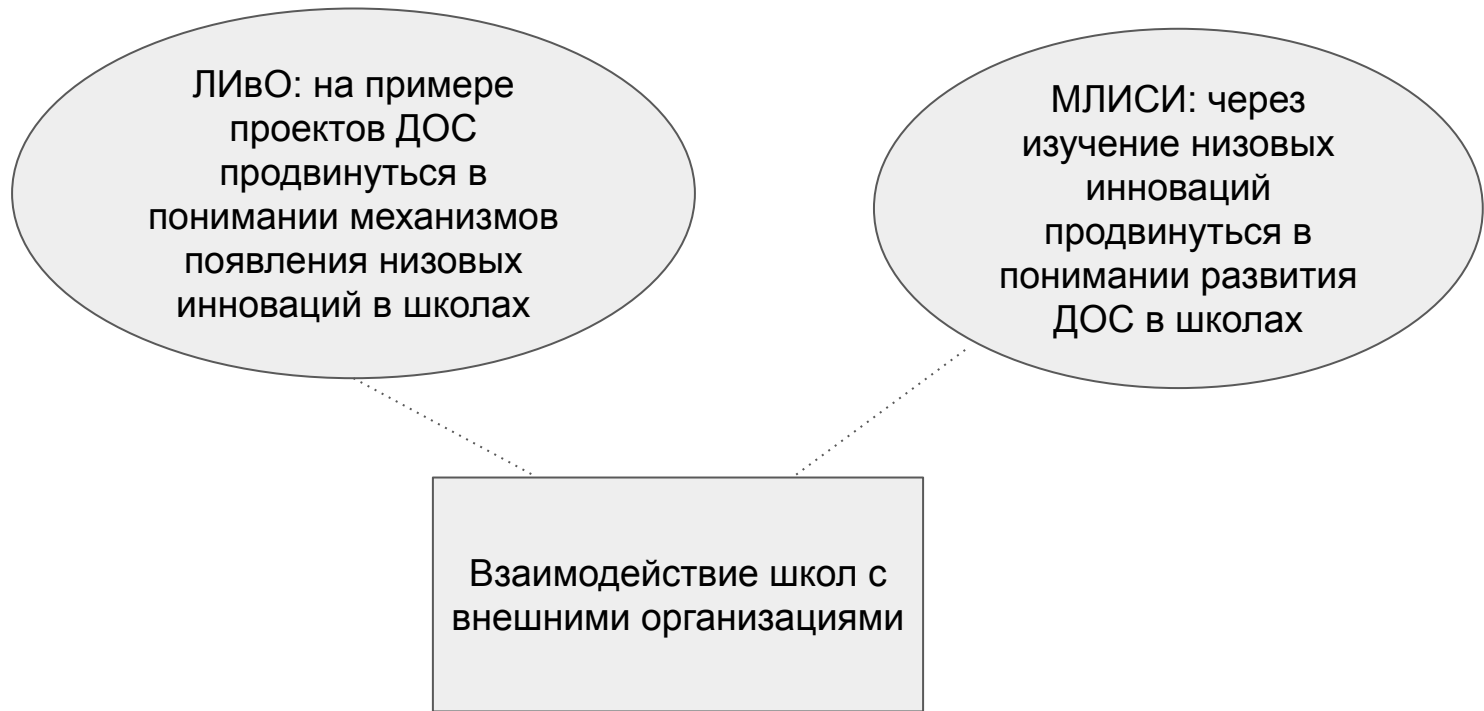 ЛИвО: на примере
проектов ДОС
продвинуться в
понимании механизмов
появления низовых
инноваций в школах
МЛИСИ: через
изучение низовых
инноваций
продвинуться в
понимании развития
ДОС в школах
Взаимодействие школ с
внешними организациями